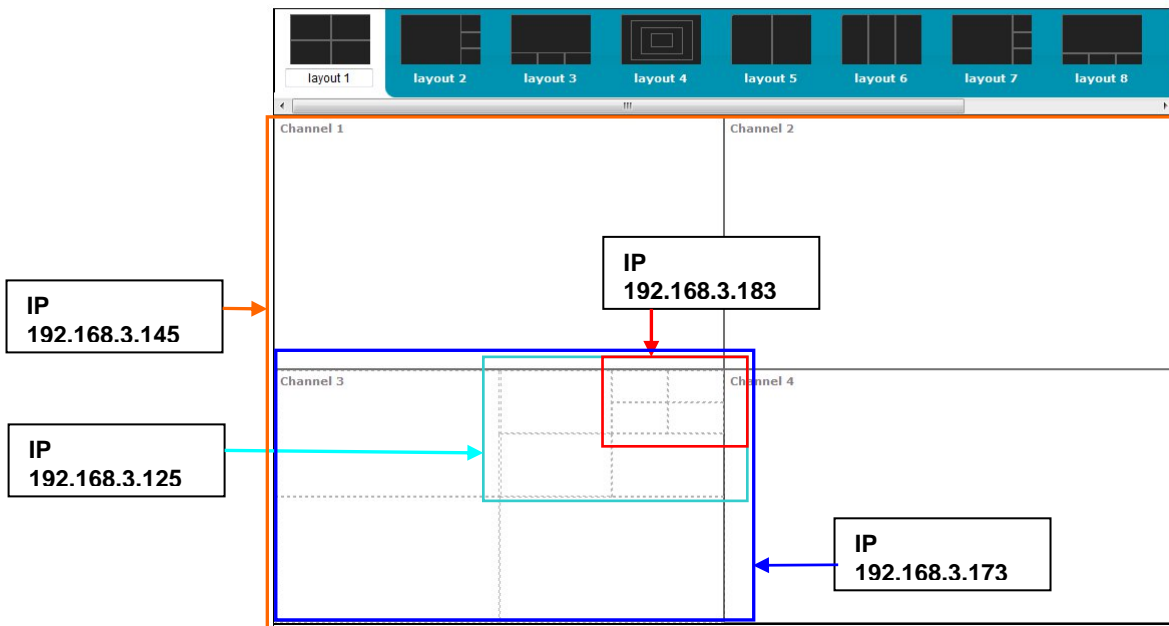 layout 1
layout 2
layout 3
layout 4
layout 5
layout 6
layout 7
layout 8
Channel 1
Channel 2
IP
192.168.3.183
IP
192.168.3.145
Channel 3
Channel 4
IP
192.168.3.125
IP
192.168.3.173